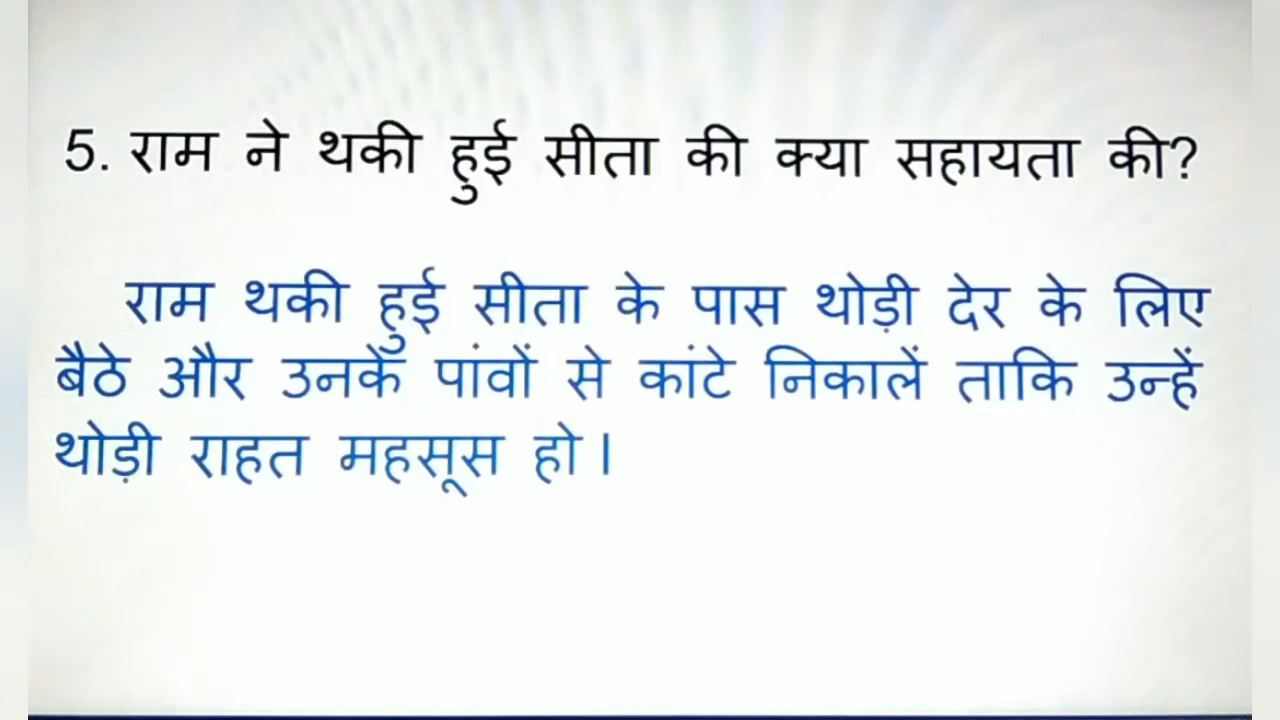 5. राम ने थकी हुई सीता की क्या सहायता की?
राम थकी हुई सीता के पास थोड़ी देर के लिए
बैठे और उनके पांवों से कांटे निकालें ताकि उन्हें
थोड़ी राहत महसूस हो।